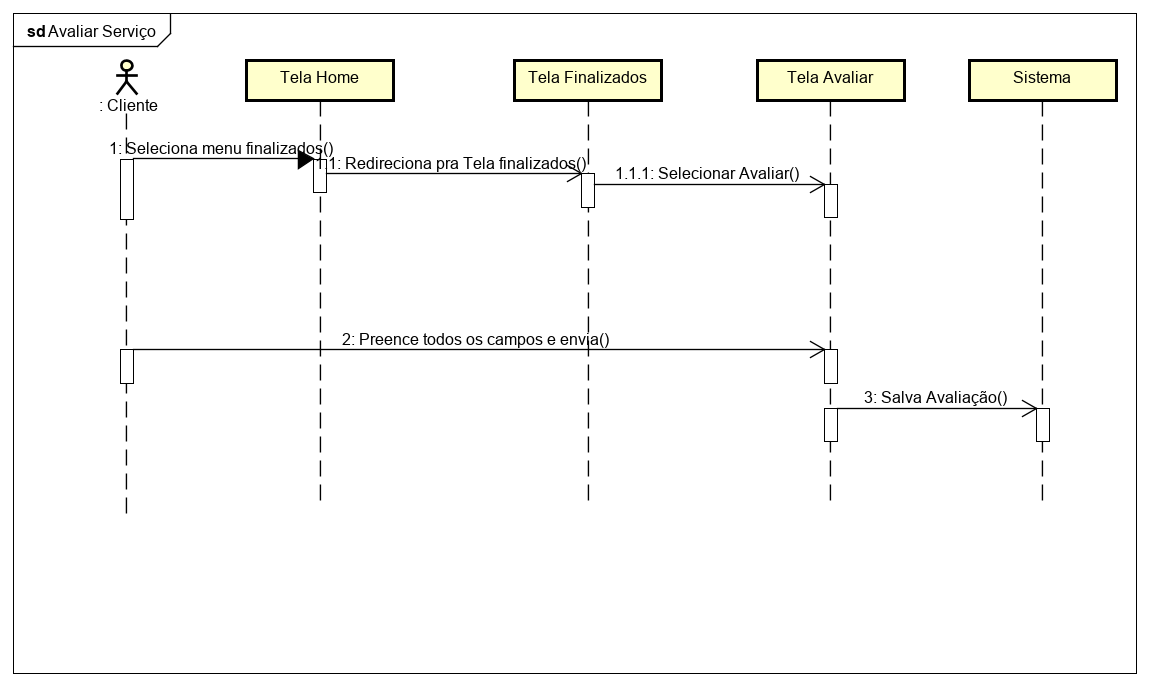 sd Avaliar Serviço
: Cliente
Tela Home
Tela Finalizados
Tela Avaliar
Sistema
1: Seleciona menu finalizados()
1.1: Redireciona pra Tela finalizados()
1.1.1: Selecionar Avaliar()
2: Preence todos os campos e envia()
3: Salva Avaliação()